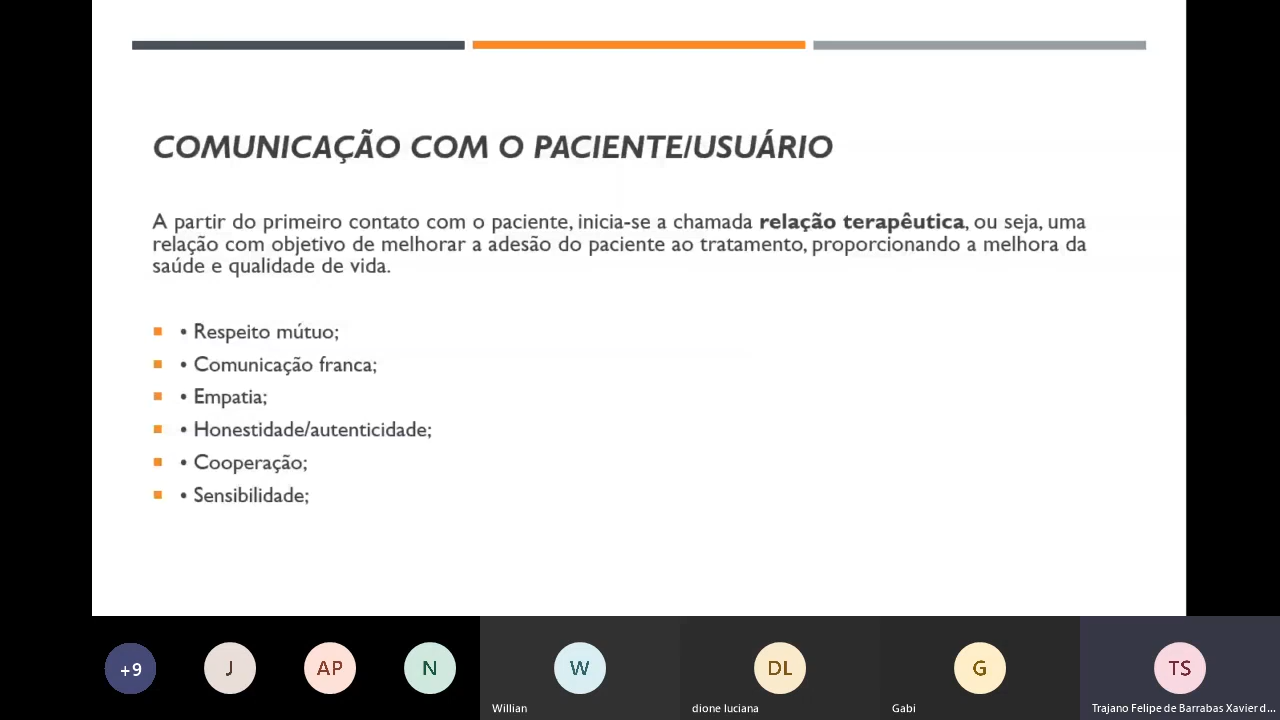 COMUNICAÇÃO COM O PACIENTE/USUÁRIO
A partir do primeiro contato com o paciente, inicia-se a chamada relação terapêutica, ou seja, uma
relação com objetivo de melhorar a adesão do paciente ao tratamento, proporcionando a melhora da
saúde e qualidade de vida.
• Respeito mútuo;
• Comunicação franca;
• Empatia;
• Honestidade/autenticidade;
• Cooperação;
• Sensibilidade;
+9
J
AP
N
W
DL
G
TS
Willian
dione luciana
Gabi
Trajano Felipe de Barrabas Xavier d...